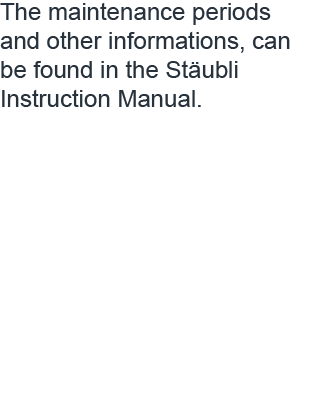 The maintenance periods
and other informations, can
be found in the Stäubli
Instruction Manual.